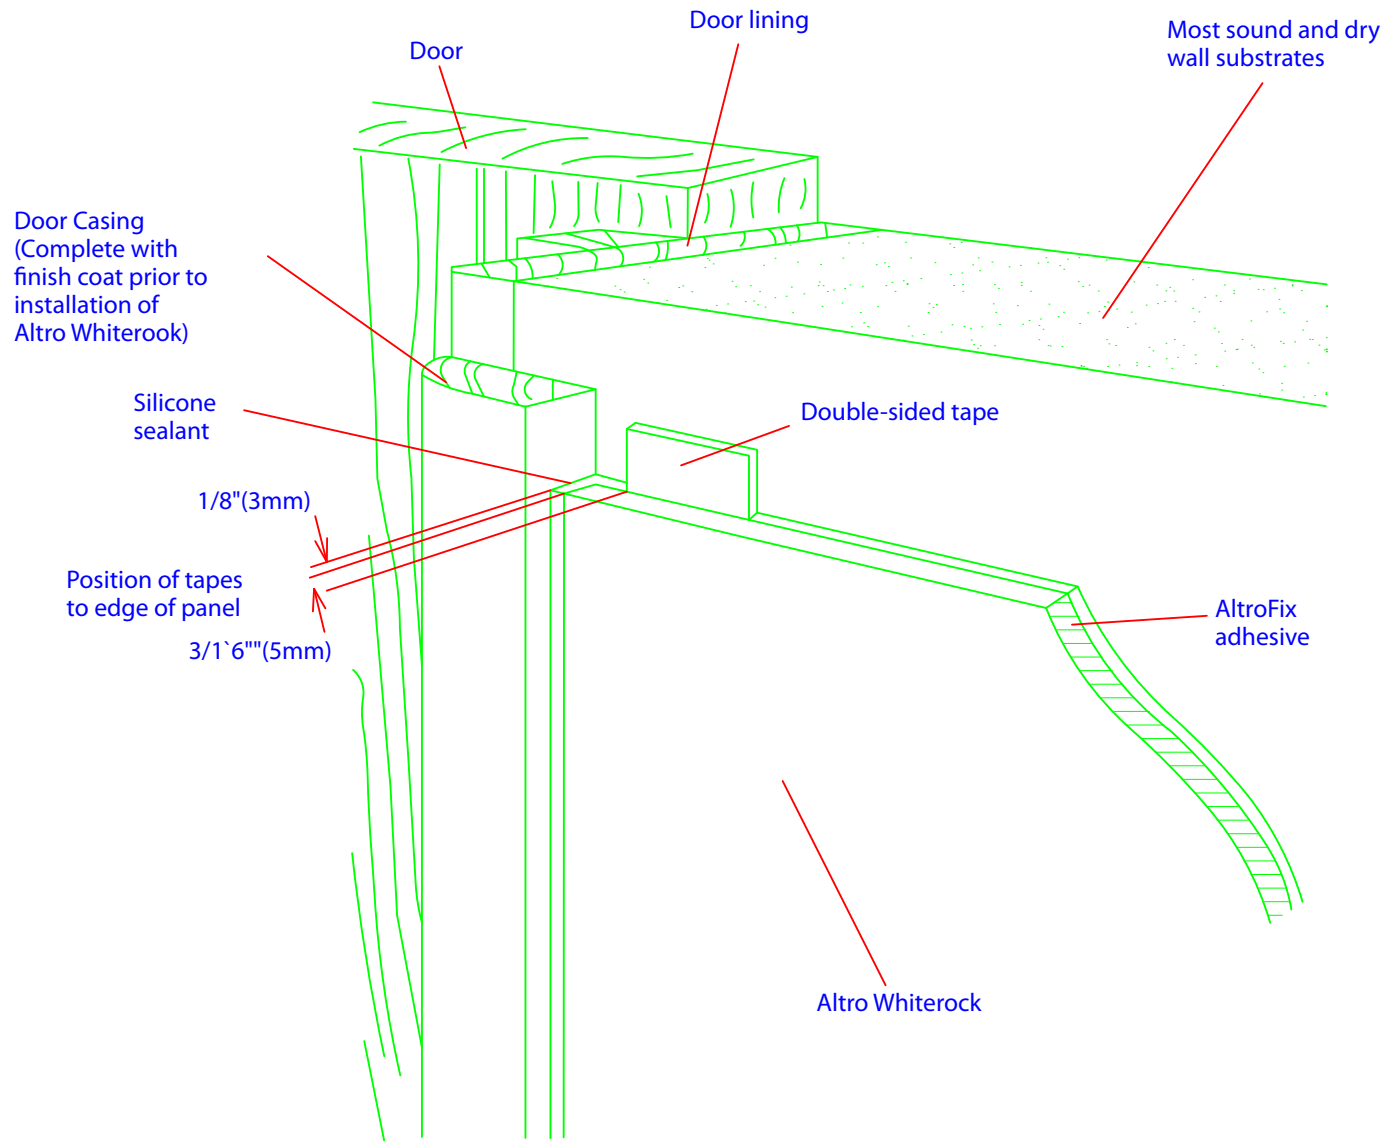 Door lining
Most sound and dry
wall substrates
Door
Door Casing
(Complete with
finish coat prior to
installation of
Altro Whiterook)
Silicone
sealant
Double-sided tape
1/8"(3mm)
Position of tapes
to edge of panel
3/1`6""(5mm)
AltroFix
adhesive
Altro Whiterock